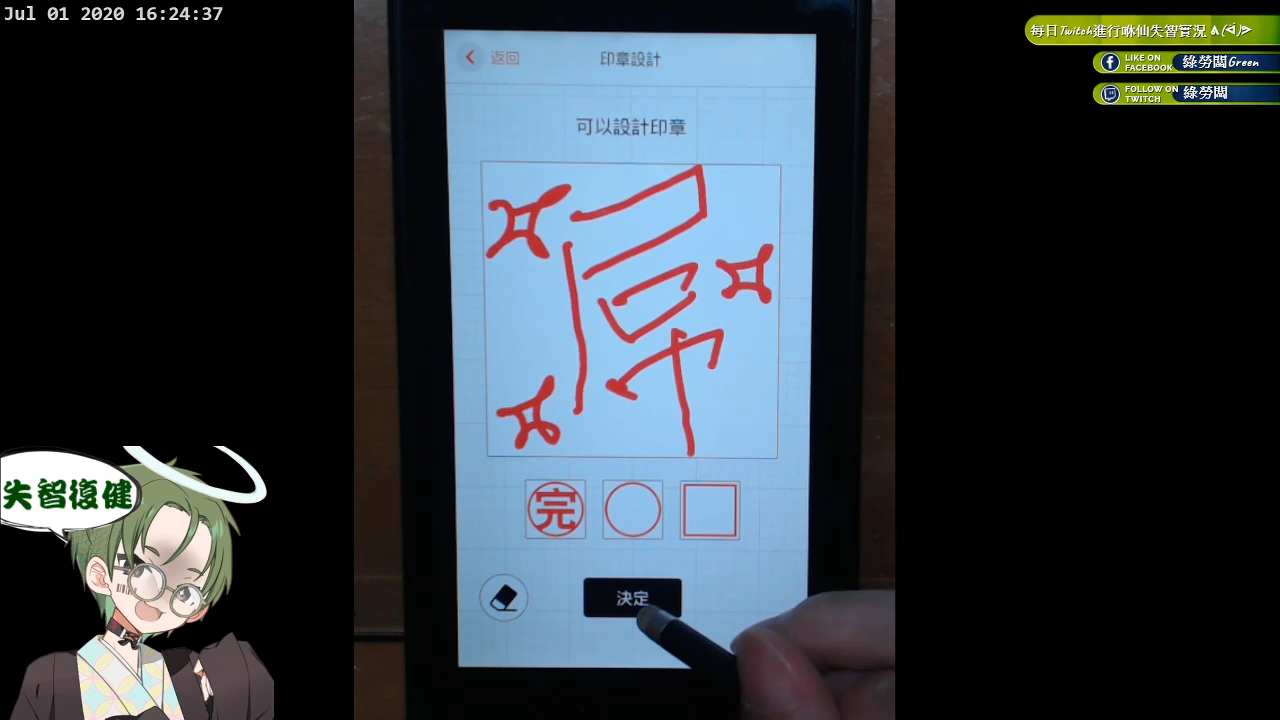 Jul 01 2020 16:24:37
每日Twitch進行咻仙失智實況
LIKE ON
FACEBOOK
綠勞闆Green
FOLLOW ON
TWITCH
綠勞闆
返回
印章設計
可以設計印章
屌
完
決定
失智復健